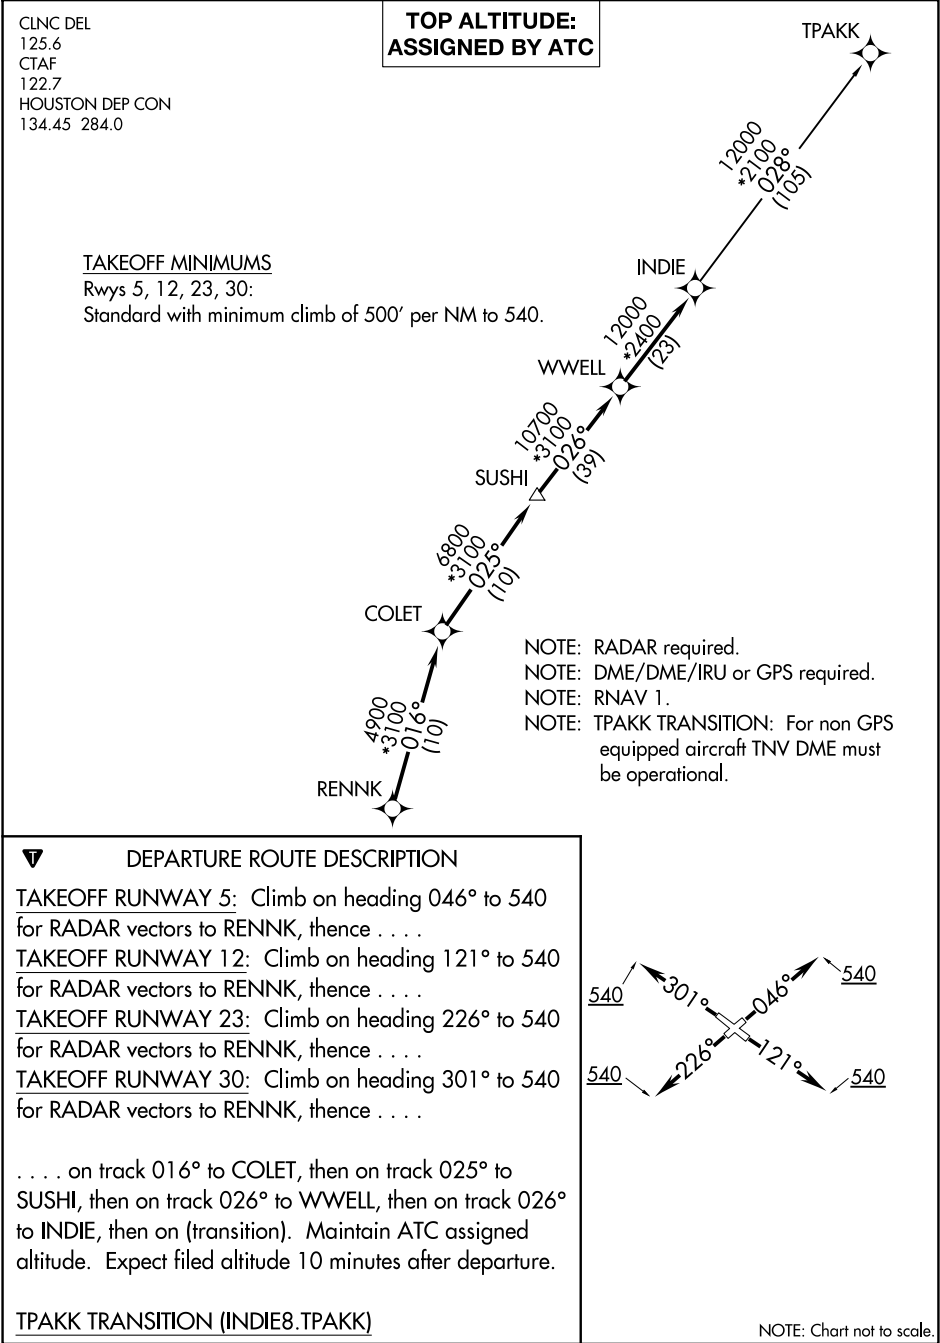 CLNC DEL
125.6
CTAF
122.7
HOUSTON DEP CON
134.45 284.0
TOP ALTITUDE:
ASSIGNED BY ATC
TPAKK
12000
*2100
028°
(105)
TAKEOFF MINIMUMS
Rwys 5, 12, 23, 30:
Standard with minimum climb of 500' per NM to 540.
INDIE
12000
*2400
(23)
WWELL
10700
*3100
026°
(39)
SUSHI
6800
*3100
025°
(10)
COLET
4900
*3100
016°
(10)
RENNK
NOTE: RADAR required.
NOTE: DME/DME/IRU or GPS required.
NOTE: RNAV 1.
NOTE: TPAKK TRANSITION: For non GPS
equipped aircraft TNV DME must
be operational.
T
DEPARTURE ROUTE DESCRIPTION
TAKEOFF RUNWAY 5: Climb on heading 046° to 540
for RADAR vectors to RENNK, thence . . . .
TAKEOFF RUNWAY 12: Climb on heading 121° to 540
for RADAR vectors to RENNK, thence . . . .
TAKEOFF RUNWAY 23: Climb on heading 226° to 540
for RADAR vectors to RENNK, thence . . . .
TAKEOFF RUNWAY 30: Climb on heading 301° to 540
for RADAR vectors to RENNK, thence . . . .
. . . . on track 016° to COLET, then on track 025° to
SUSHI, then on track 026° to WWELL, then on track 026°
to INDIE, then on (transition). Maintain ATC assigned
altitude. Expect filed altitude 10 minutes after departure.
TPAKK TRANSITION (INDIE8.TPAKK)
540
301°
046°
540
540
226°
121°
540
NOTE: Chart not to scale.